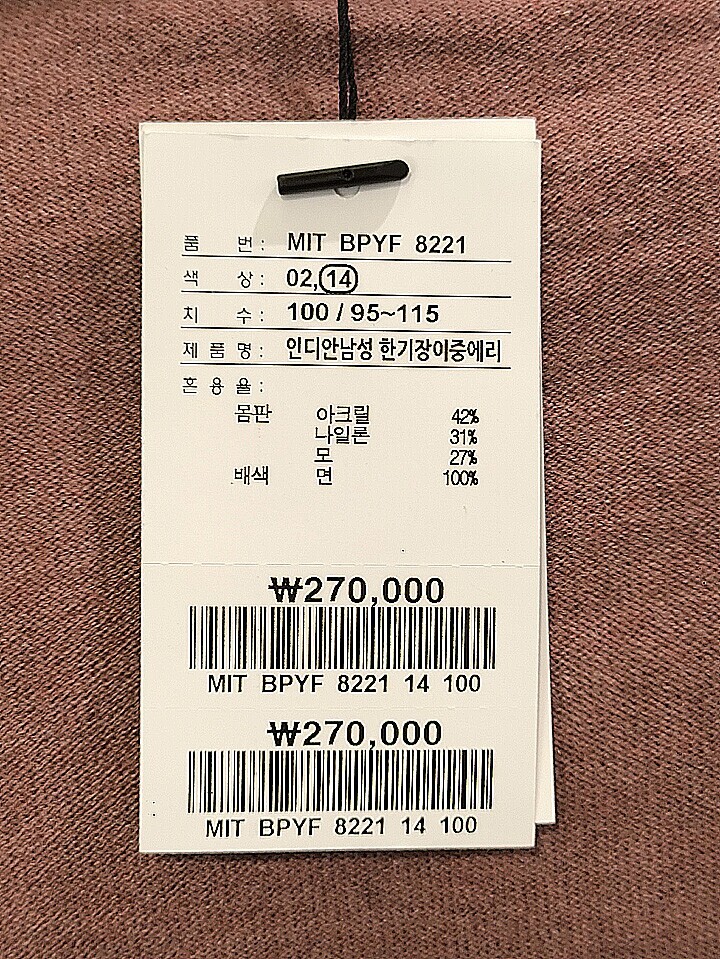 품 번 : MIT BPYF 8221
색 상 : 02,14
치 수 : 100 / 95~115
제 품 명 : 인디안남성 한기장이중에리
혼 용 율 :
몸판 아크릴 42%
나일론 31%
모 27%
배색 면 100%
₩270,000
MIT BPYF 8221 14 100
₩270,000
MIT BPYF 8221 14 100